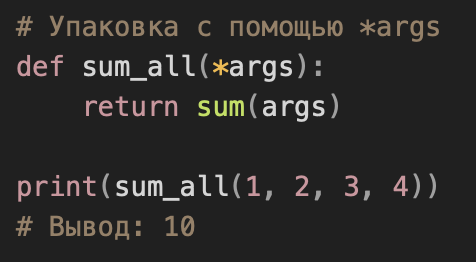 # Упаковка с помощью *args
def sum_all(*args):
    return sum(args)

print(sum_all(1, 2, 3, 4))
# Вывод: 10